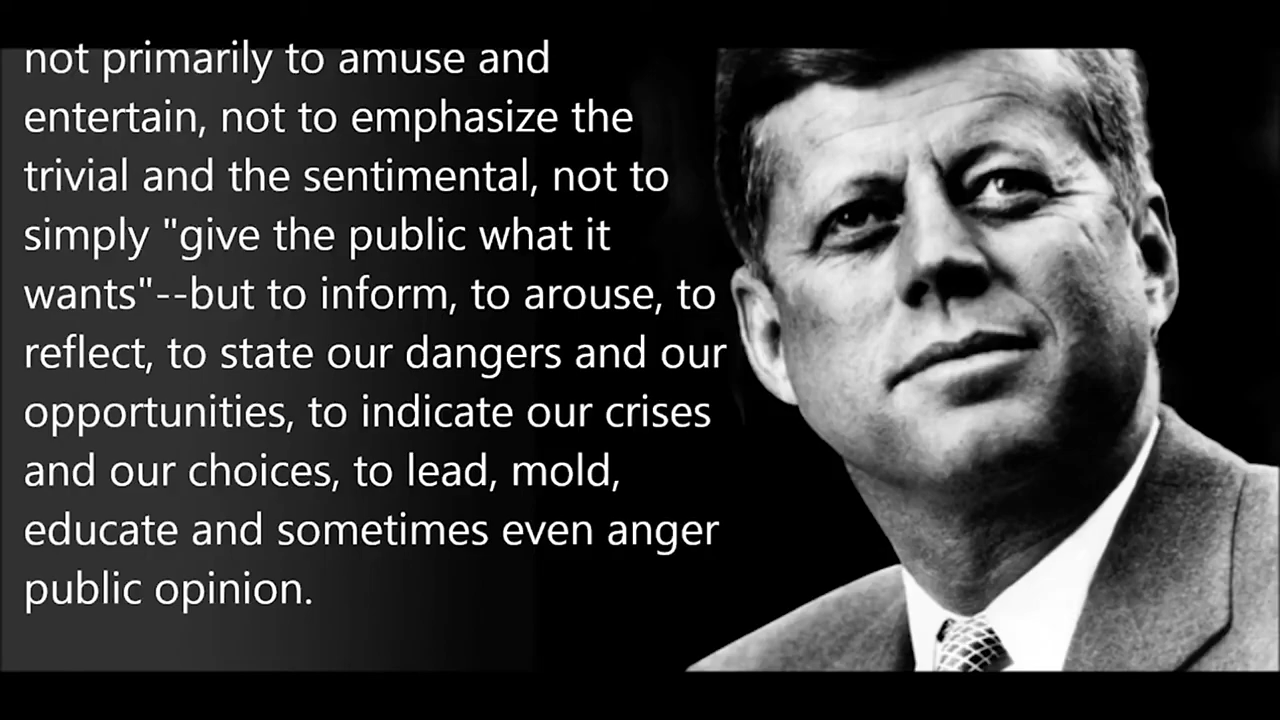 not primarily to amuse and
entertain, not to emphasize the
trivial and the sentimental, not to
simply "give the public what it
wants"--but to inform, to arouse, to
reflect, to state our dangers and our
opportunities, to indicate our crises
and our choices, to lead, mold,
educate and sometimes even anger
public opinion.